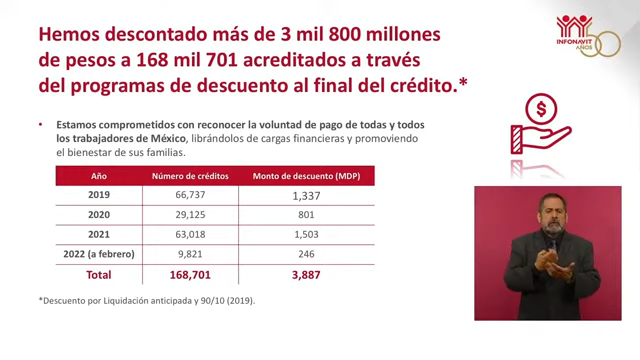 Hemos descontado más de 3 mil 800 millones
de pesos a 168 mil 701 acreditados a través
del programas de descuento al final del crédito.*
INFONAVIT
50
AÑOS
$
• Estamos comprometidos con reconocer la voluntad de pago de todas y todos
los trabajadores de México, librándolos de cargas financieras y promoviendo
el bienestar de sus familias.
Año Número de créditos Monto de descuento (MDP)
2019 66,737 1,337
2020 29,125 801
2021 63,018 1,503
2022 (a febrero) 9,821 246
Total 168,701 3,887
*Descuento por Liquidación anticipada y 90/10 (2019).